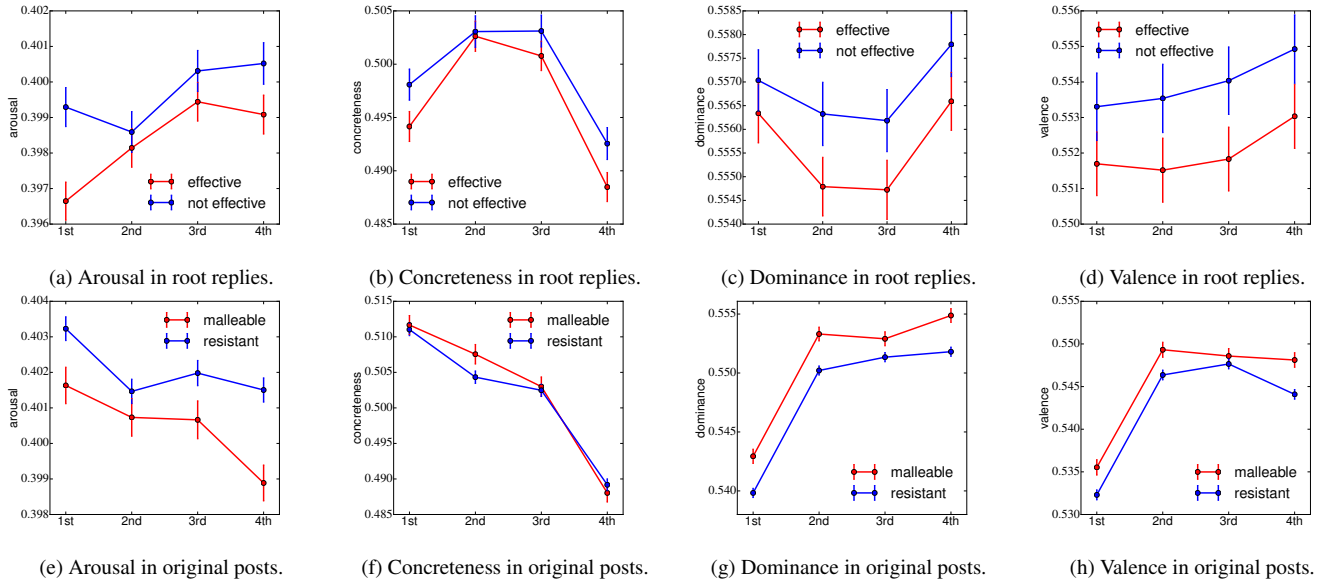 0.402
0.401
0.400
0.399
0.398
0.397
0.396
arousal
effective
not effective
1st 2nd 3rd 4th
(a) Arousal in root replies.
0.505
0.500
0.495
0.490
0.485
concreteness
effective
not effective
1st 2nd 3rd 4th
(b) Concreteness in root replies.
0.5585
0.5580
0.5575
0.5570
0.5565
0.5560
0.5555
0.5550
0.5545
0.5540
dominance
effective
not effective
1st 2nd 3rd 4th
(c) Dominance in root replies.
0.556
0.555
0.554
0.553
0.552
0.551
0.550
valence
effective
not effective
1st 2nd 3rd 4th
(d) Valence in root replies.
0.404
0.403
0.402
0.401
0.400
0.399
0.398
arousal
malleable
resistant
1st 2nd 3rd 4th
(e) Arousal in original posts.
0.515
0.510
0.505
0.500
0.495
0.490
0.485
concreteness
malleable
resistant
1st 2nd 3rd 4th
(f) Concreteness in original posts.
0.555
0.550
0.545
0.540
dominance
malleable
resistant
1st 2nd 3rd 4th
(g) Dominance in original posts.
0.555
0.550
0.545
0.540
0.535
0.530
valence
malleable
resistant
1st 2nd 3rd 4th
(h) Valence in original posts.